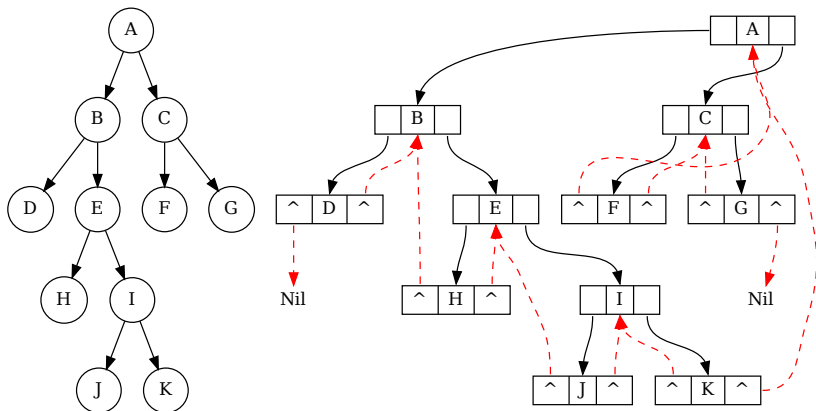 A
A
B
C
B
C
D
E
F
G
^ D ^
E
^ F ^
^ G ^
H
I
Nil
^ H ^
I
Nil
J
K
^ J ^
^ K ^